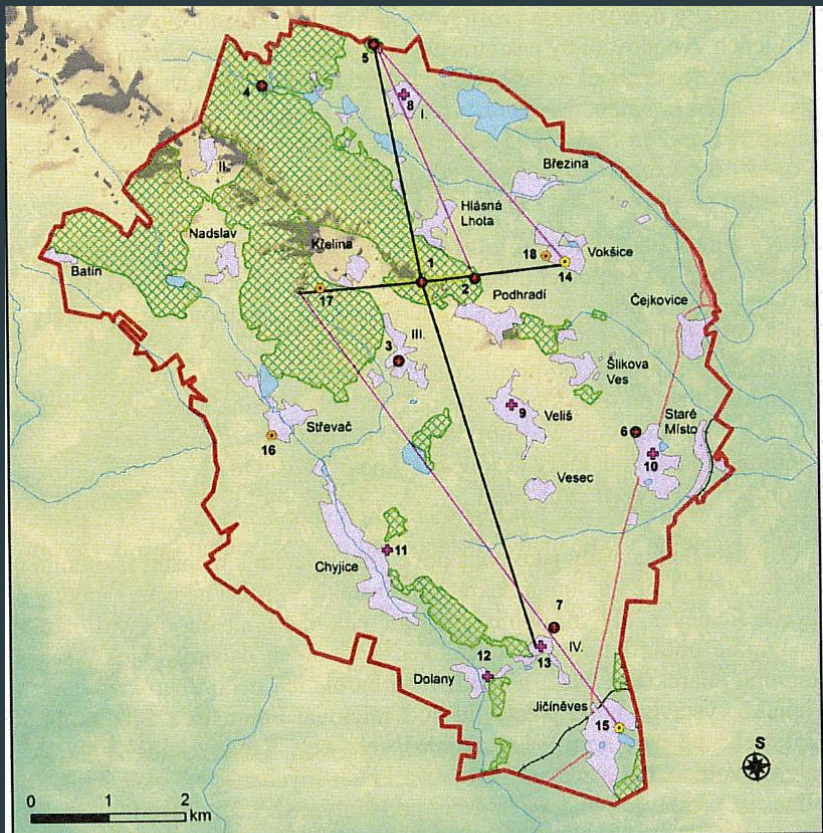 5
4
8
I.
Březina
II.
Hlásná
Lhota
Nadslav
Křelina
18
Vokšice
14
Batín
1
2
17
Podhradí
Čejkovice
III.
3
Šlikova
Ves
9
Veliš
Staré
Místo
6
10
Střevač
16
Vesec
11
Chyjice
7
IV.
13
12
Dolany
Jičíněves
15
S
0 1 2
km